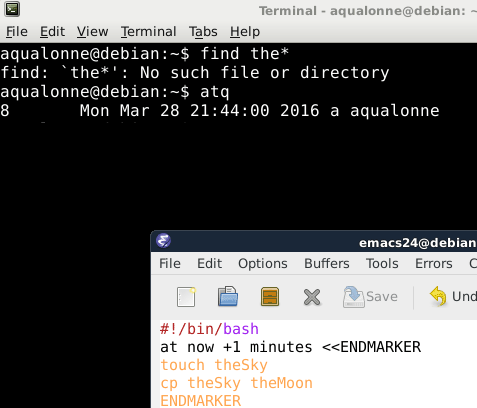 Terminal - aqualonne@debian: ~
File Edit View Terminal Tabs Help
aqualonne@debian:~$ find the*
find: `the*': No such file or directory
aqualonne@debian:~$ atq
8       Mon Mar 28 21:44:00 2016 a aqualonne
emacs24@debian
File Edit Options Buffers Tools Errors C
Save Und
#!/bin/bash
at now +1 minutes <<ENDMARKER
touch theSky
cp theSky theMoon
ENDMARKER